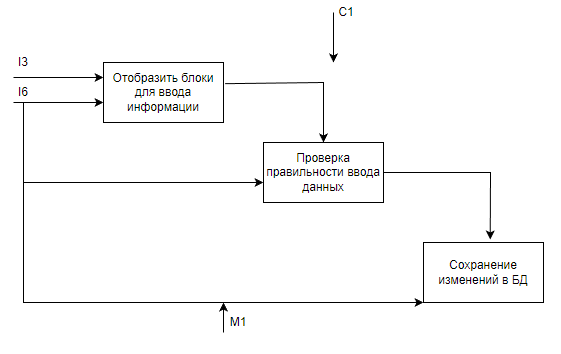 C1
I3
I6
Отобразить блоки
для ввода
информации
Проверка
правильности ввода
данных
Сохранение
изменений в БД
M1